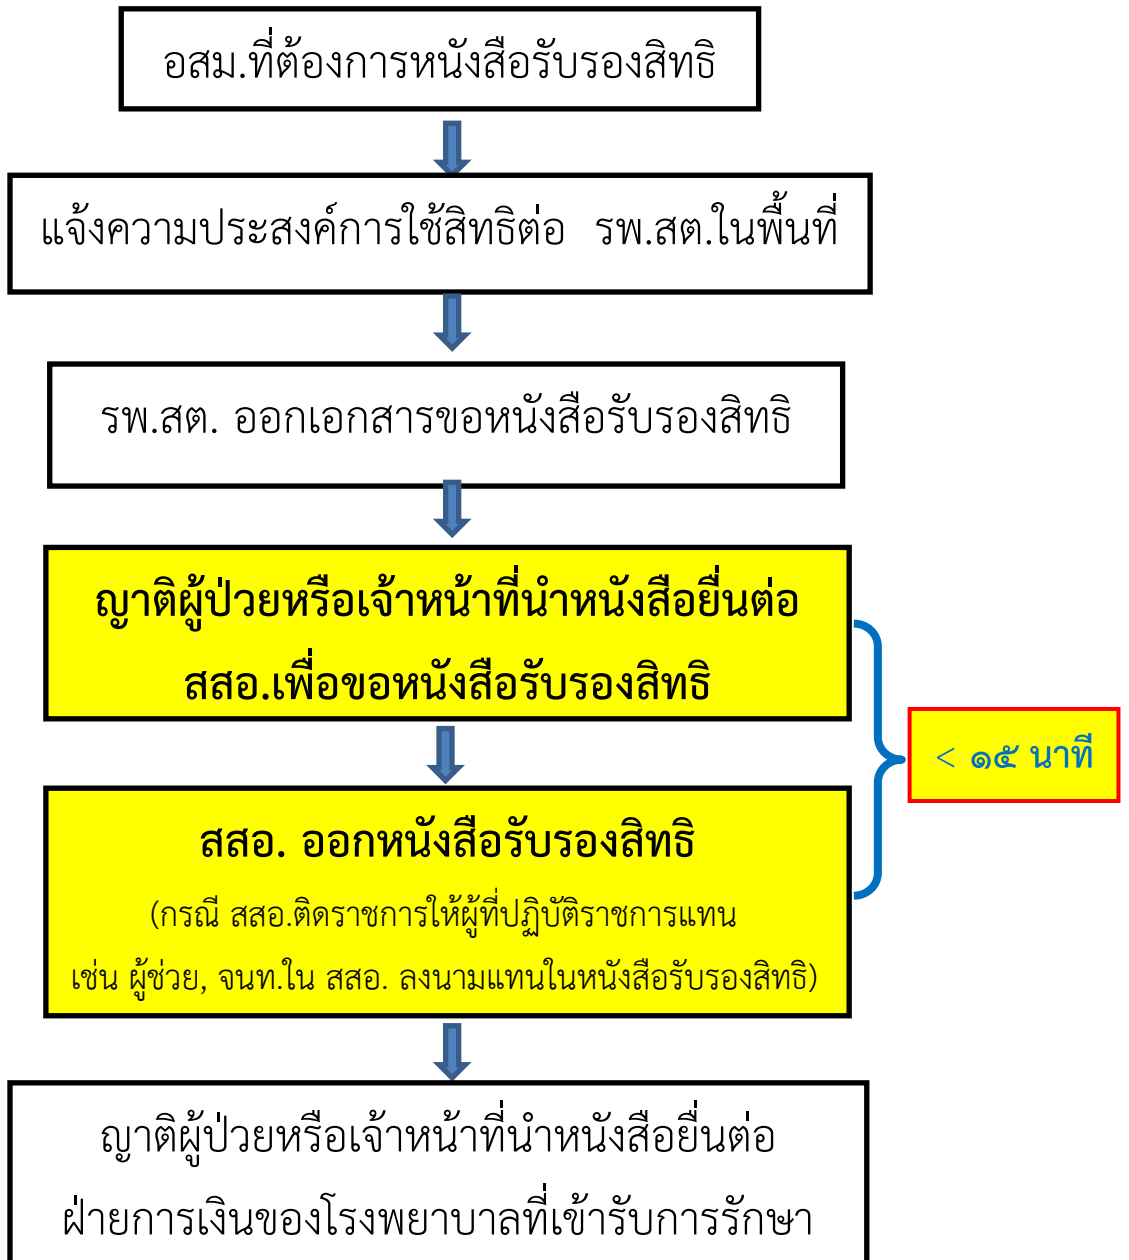 อสม.ที่ต้องการหนังสือรับรองสิทธิ
แจ้งความประสงค์การใช้สิทธิต่อ รพ.สต.ในพื้นที่
รพ.สต. ออกเอกสารขอหนังสือรับรองสิทธิ
ญาติผู้ป่วยหรือเจ้าหน้าที่นำหนังสือยื่นต่อ
สสอ.เพื่อขอหนังสือรับรองสิทธิ
< ๑๕ นาที
สสอ. ออกหนังสือรับรองสิทธิ
(กรณี สสอ.ติดราชการให้ผู้ที่ปฏิบัติราชการแทน
เช่น ผู้ช่วย, จนท.ใน สสอ. ลงนามแทนในหนังสือรับรองสิทธิ)
ญาติผู้ป่วยหรือเจ้าหน้าที่นำหนังสือยื่นต่อ
ฝ่ายการเงินของโรงพยาบาลที่เข้ารับการรักษา